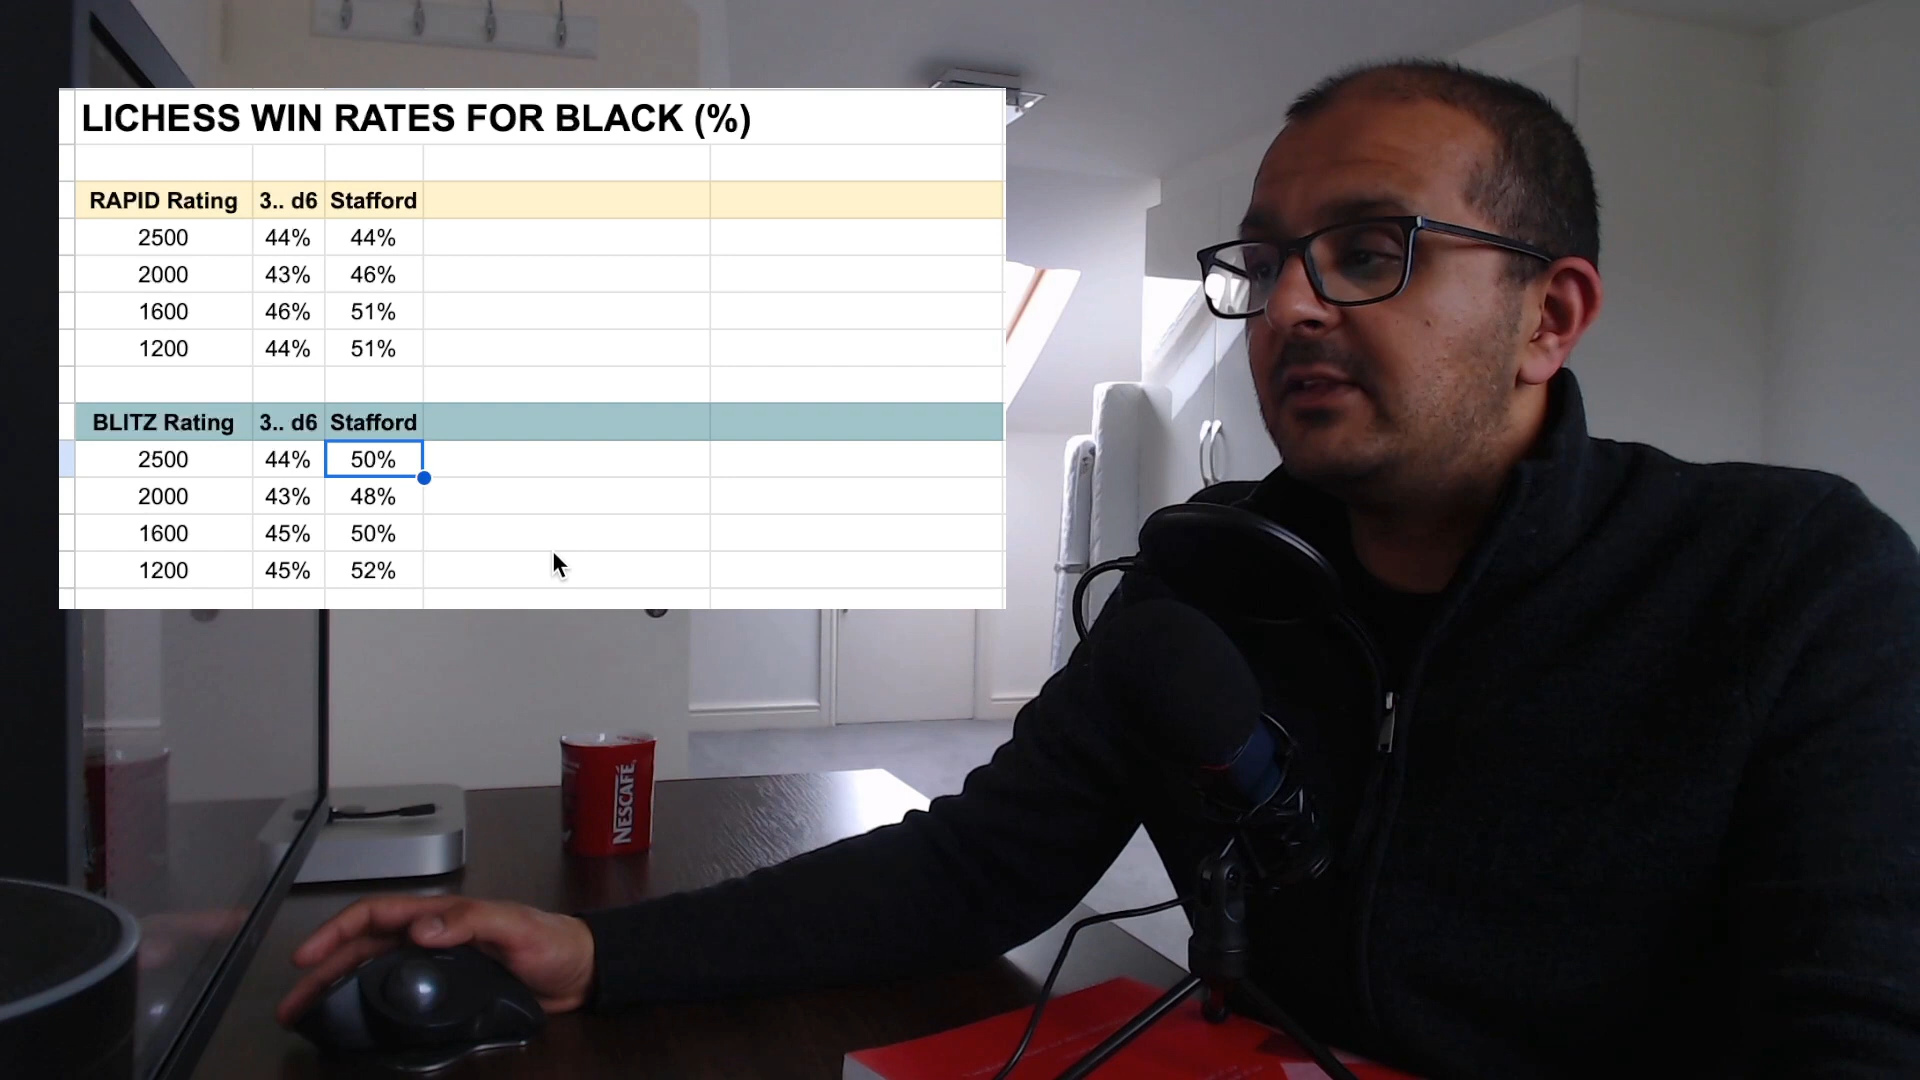 LICHESS WIN RATES FOR BLACK (%)
RAPID Rating 3.. d6 Stafford
2500 44% 44%
2000 43% 46%
1600 46% 51%
1200 44% 51%
BLITZ Rating 3.. d6 Stafford
2500 44% 50%
2000 43% 48%
1600 45% 50%
1200 45% 52%
NESCAFÉ